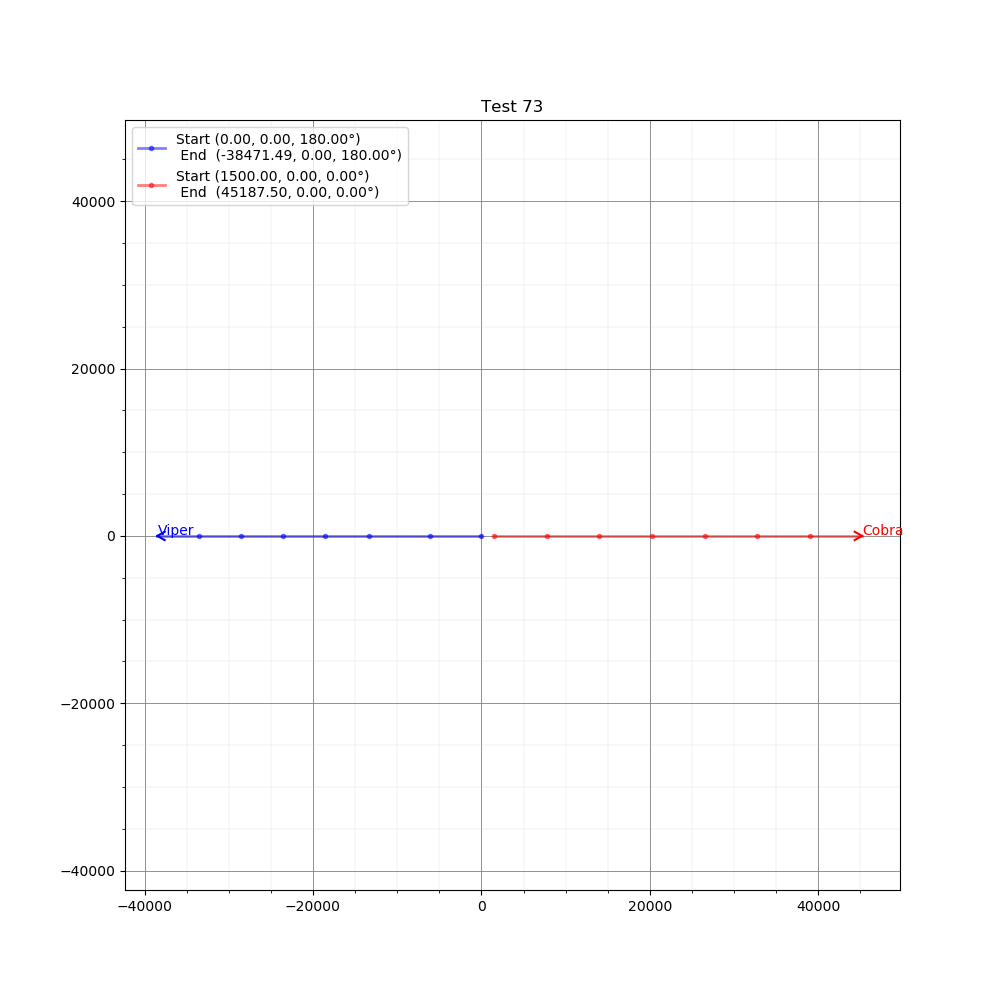 Test 73
Start (0.00, 0.00, 180.00°)
End (-38471.49, 0.00, 180.00°)
Start (1500.00, 0.00, 0.00°)
End (45187.50, 0.00, 0.00°)
40000
20000
0
−20000
−40000
Viper
Cobra
−40000
−20000
0
20000
40000